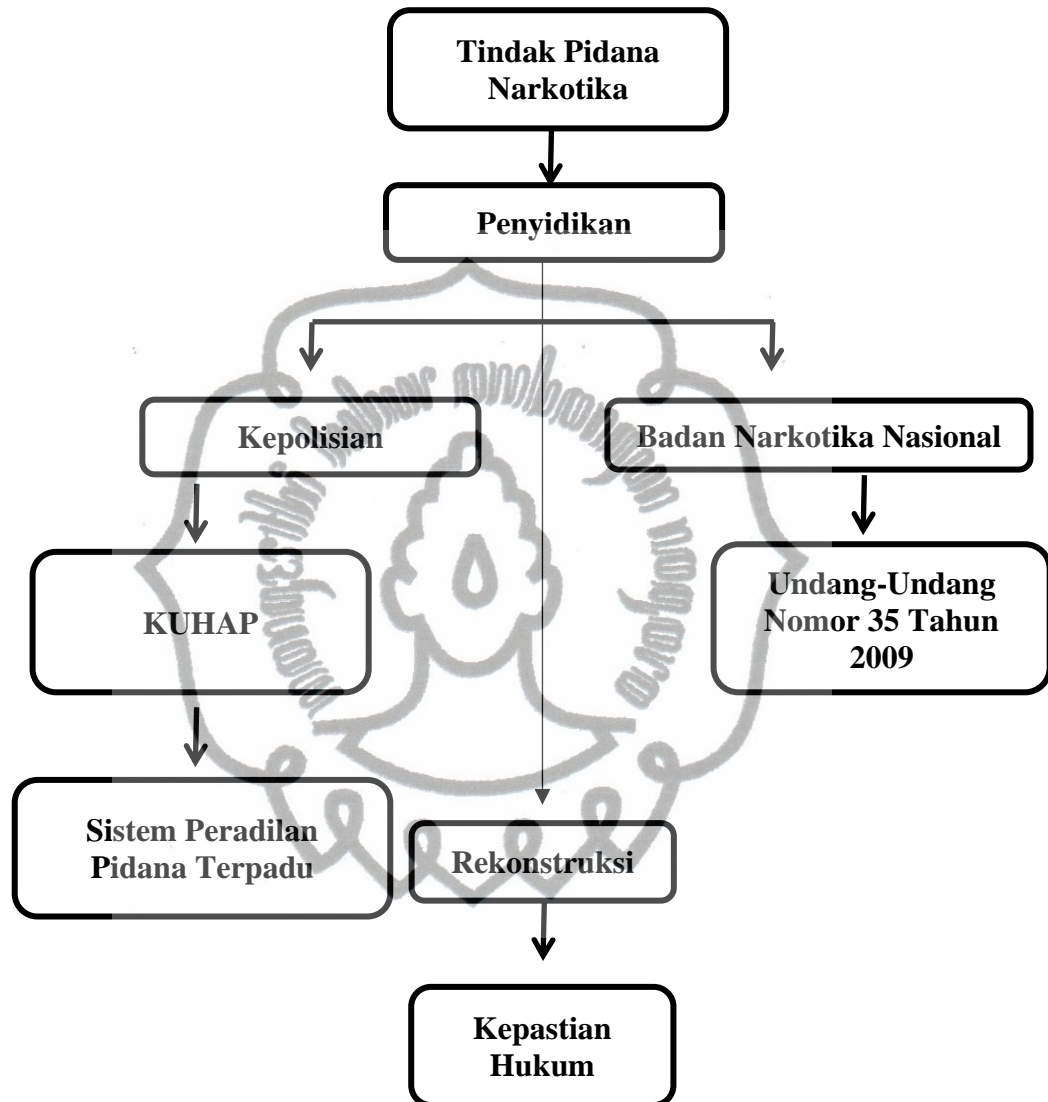 Tindak Pidana
Narkotika
Penyidikan
Kepolisian
Badan Narkotika Nasional
KUHAP
Undang-Undang
Nomor 35 Tahun
2009
Sistem Peradilan
Pidana Terpadu
Rekonstruksi
Kepastian
Hukum